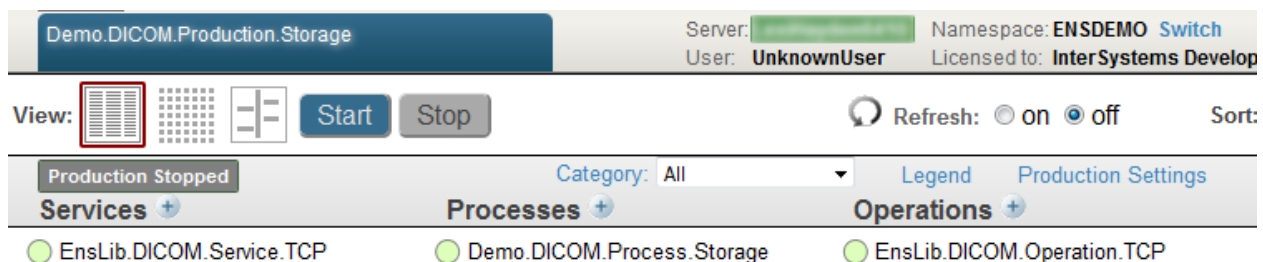 Demo.DICOM.Production.Storage
Server: Namespace: ENSDEMO Switch
User: UnknownUser Licensed to: InterSystems Develop
View: Start Stop Refresh: on off Sort:
Production Stopped Category: All Legend Production Settings
Services + Processes + Operations +
EnsLib.DICOM.Service.TCP Demo.DICOM.Process.Storage EnsLib.DICOM.Operation.TCP